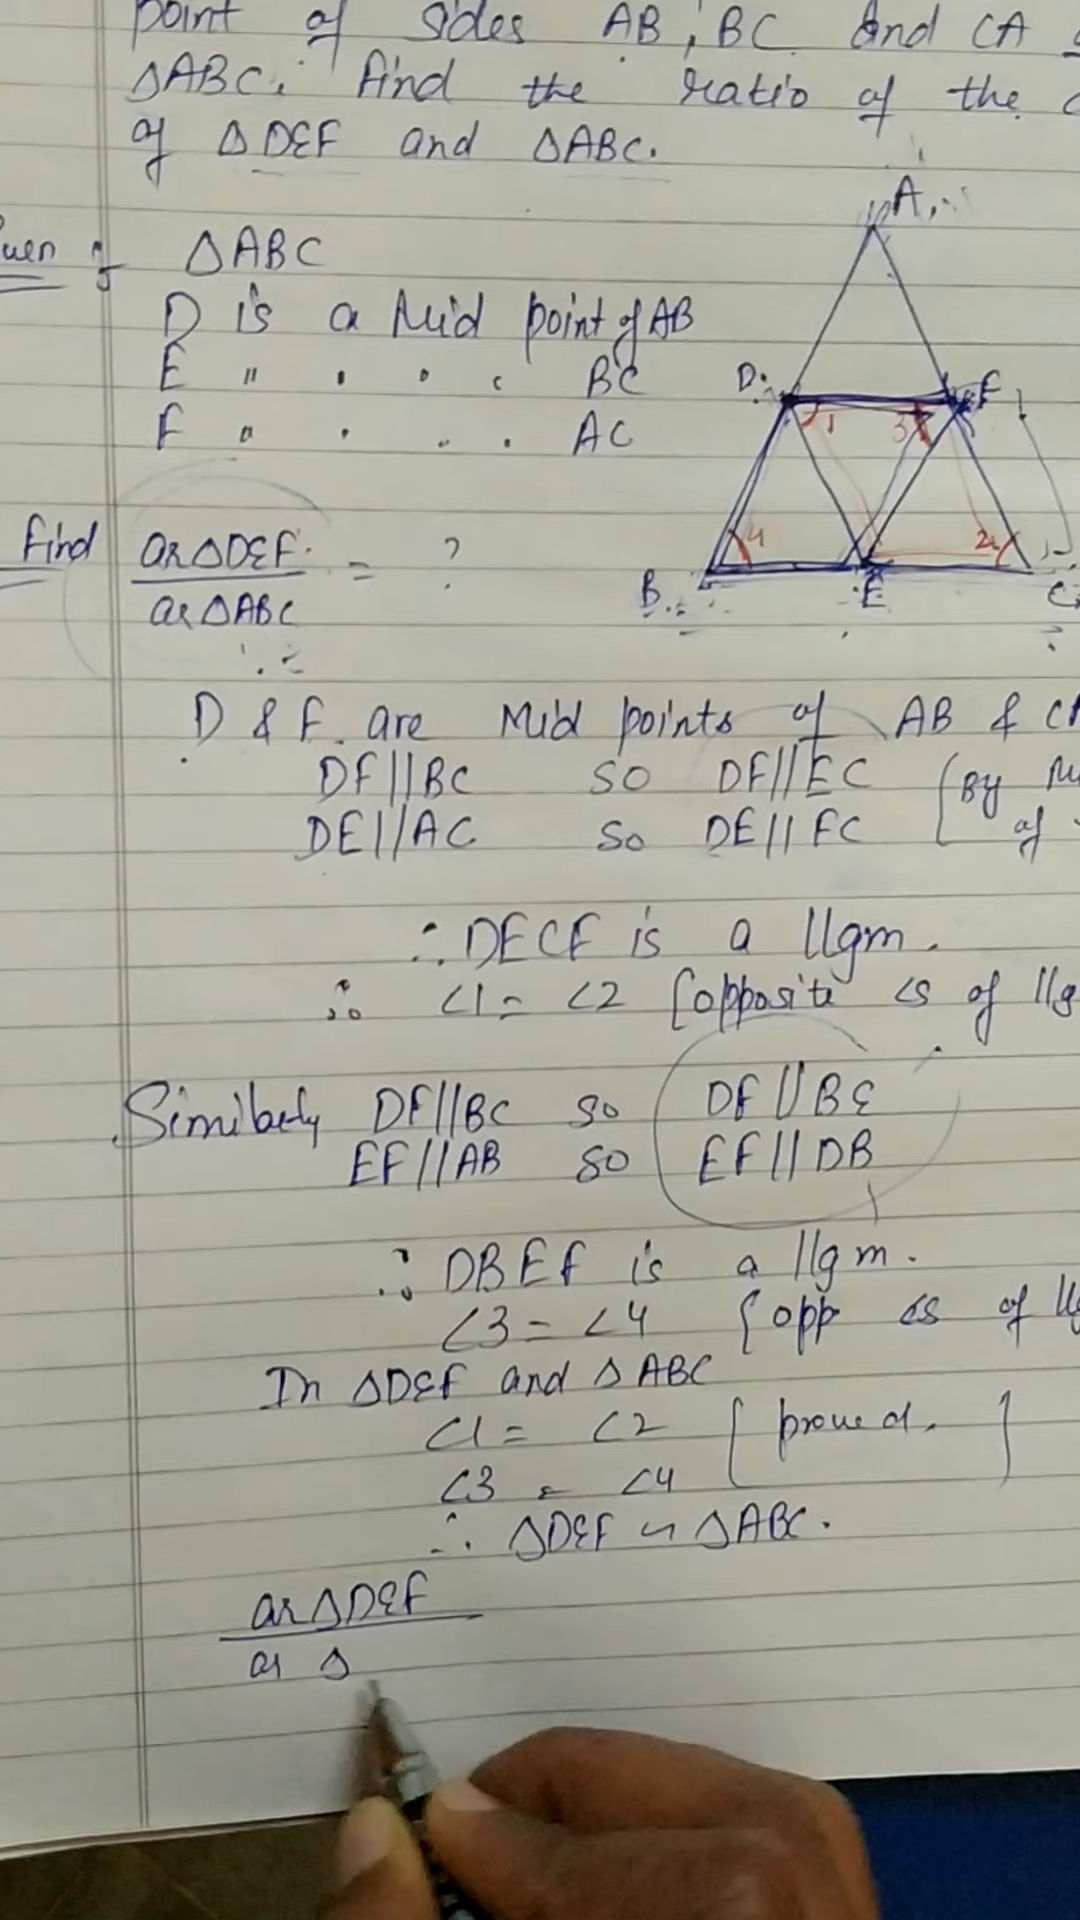 point of sides AB, BC and CA
ΔABC. Find the ratio of the
of ΔDEF and ΔABC.
A
ΔABC
D is a Mid point of AB
E " . . . BC
F " . . . AC
D F
1 3
4 2
B E C
Find ar ΔDEF / ar ΔABC = ?
D & F are Mid points of AB & CA
DF||BC so DF||EC [By
DE||AC so DE||FC of
∴ DECF is a ||gm.
∴ ∠1 = ∠2 [opposite ∠s of ||g
Similarly DF||BC so DF||BE
EF||AB so EF||DB
∴ DBEF is a ||gm.
∠3 = ∠4 [opp ∠s of ||
In ΔDEF and ΔABC
∠1 = ∠2 [proved.]
∠3 = ∠4
∴ ΔDEF ∽ ΔABC.
ar ΔDEF
ar Δ